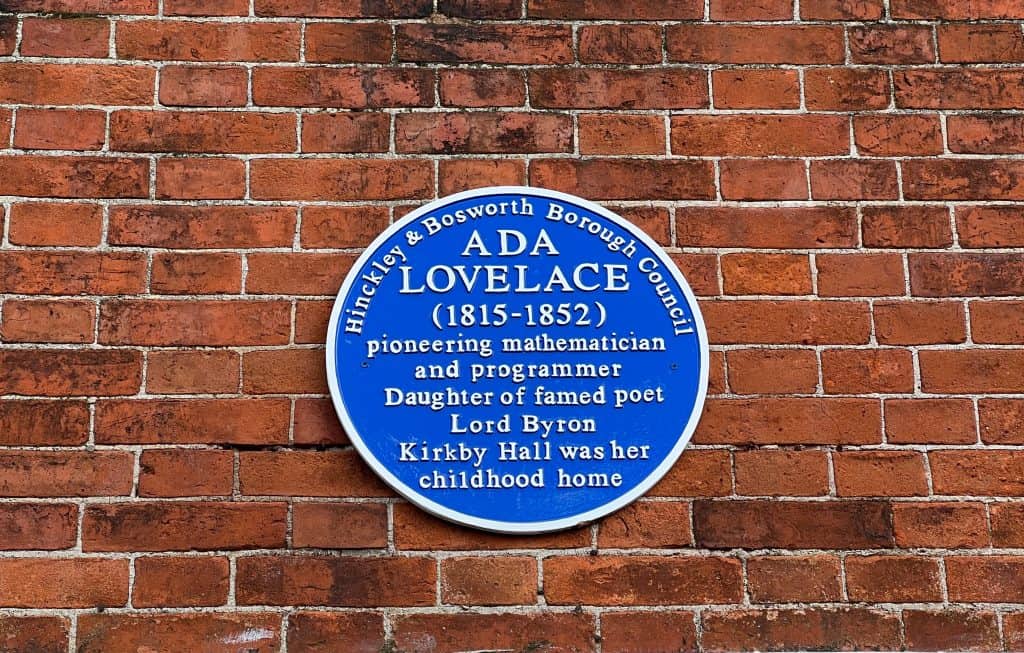 Hinckley & Bosworth Borough Council
ADA
LOVELACE
(1815-1852)
pioneering mathematician
and programmer
Daughter of famed poet
Lord Byron
Kirkby Hall was her
childhood home